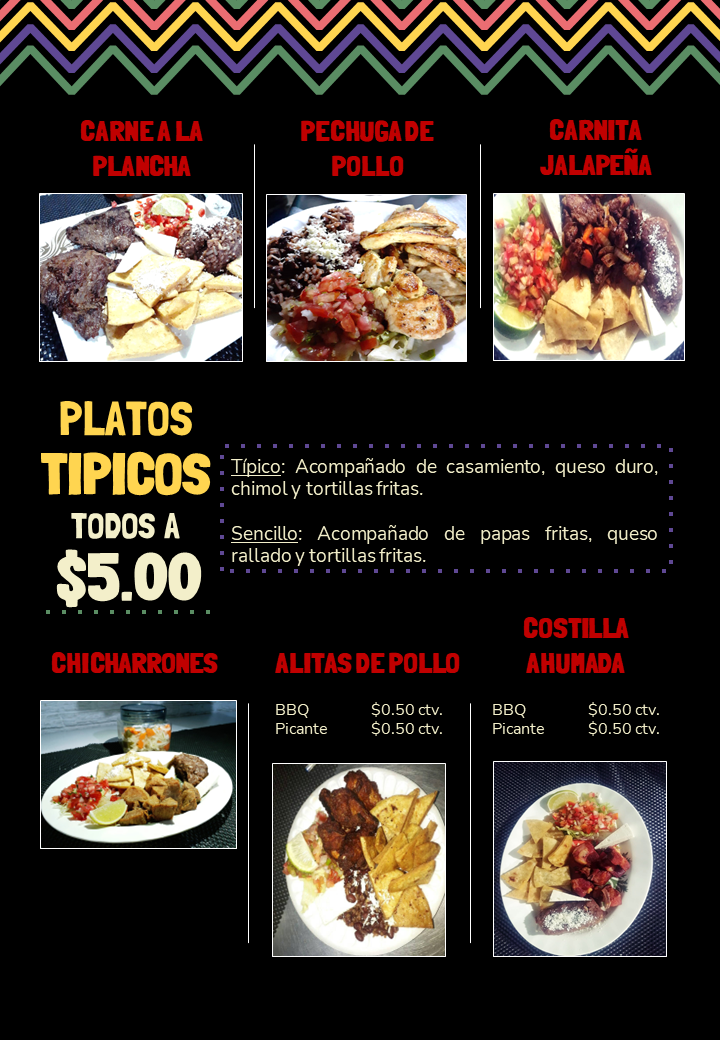 CARNE A LA
PLANCHA
PECHUGA DE
POLLO
CARNITA
JALAPEÑA
PLATOS
TIPICOS
TODOS A
$5.00
Típico: Acompañado de casamiento, queso duro,
chimol y tortillas fritas.
Sencillo: Acompañado de papas fritas, queso
rallado y tortillas fritas.
CHICHARRONES
ALITAS DE POLLO
BBQ $0.50 ctv.
Picante $0.50 ctv.
COSTILLA
AHUMADA
BBQ $0.50 ctv.
Picante $0.50 ctv.